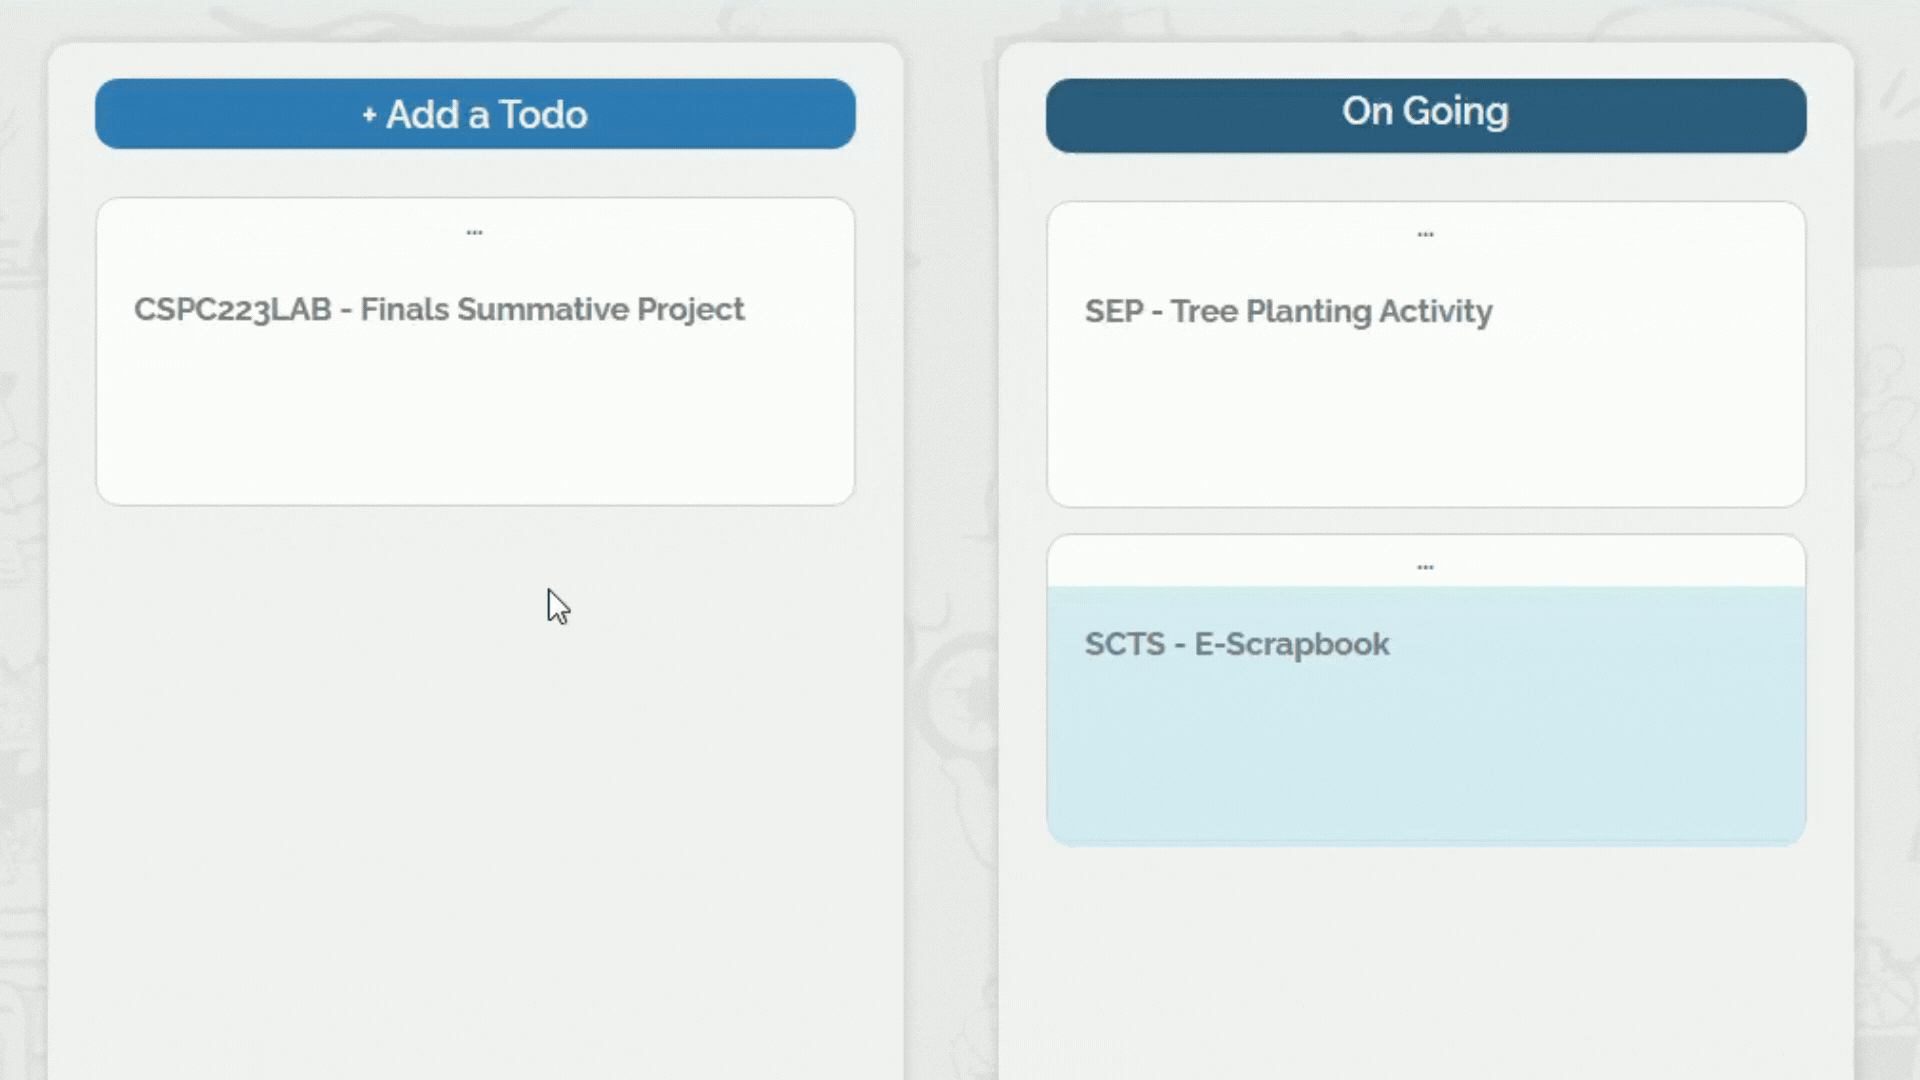 + Add a Todo
...
CSPC223LAB - Finals Summative Project
On Going
...
SEP - Tree Planting Activity
...
SCTS - E-Scrapbook